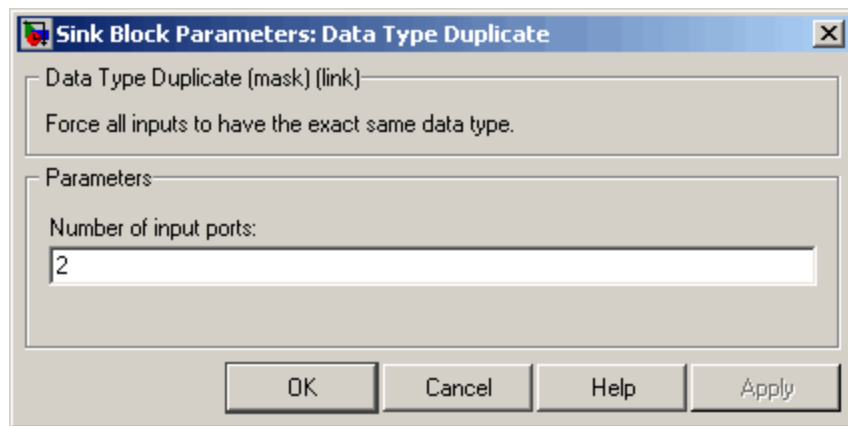 Sink Block Parameters: Data Type Duplicate
Data Type Duplicate (mask) (link)
Force all inputs to have the exact same data type.
Parameters
Number of input ports:
2
OK Cancel Help Apply